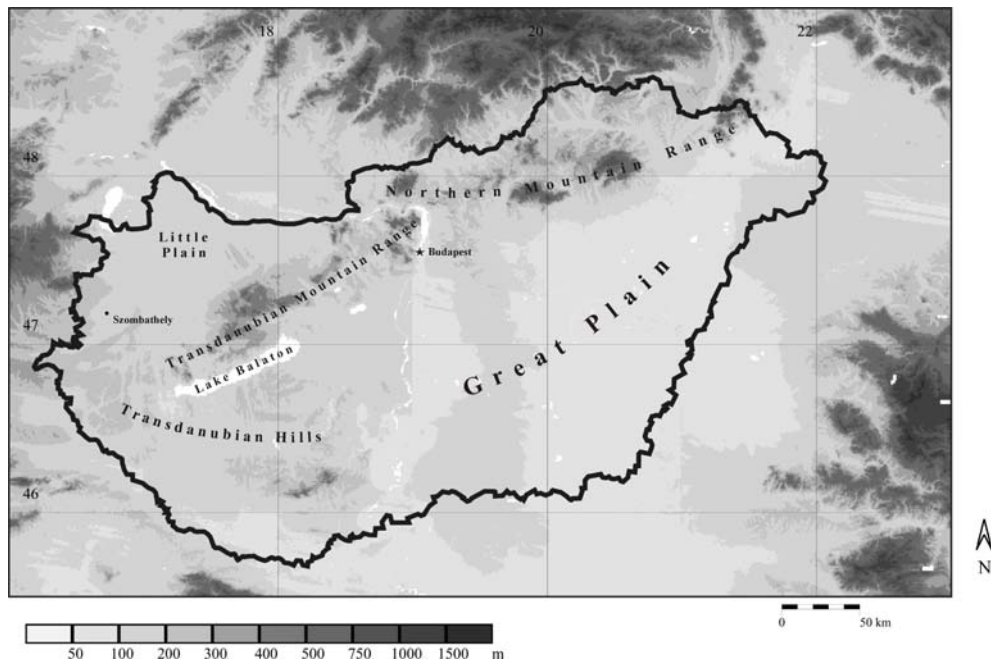 18 20 22
48
Northern Mountain Range
Little
Plain
Budapest
Transdanubian Mountain Range
Szombathely
47
Great Plain
Lake Balaton
Transdanubian Hills
46
N
0 50 km
50 100 200 300 400 500 750 1000 1500 m